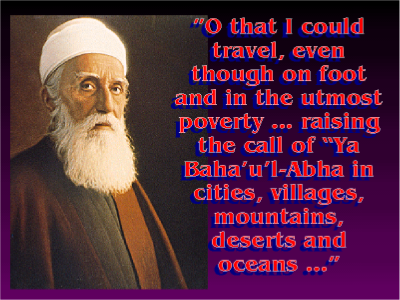 "O that I could
travel, even
though on foot
and in the utmost
poverty ... raising
the call of "Ya
Baha'u'l-Abha in
cities, villages,
mountains,
deserts and
oceans ..."